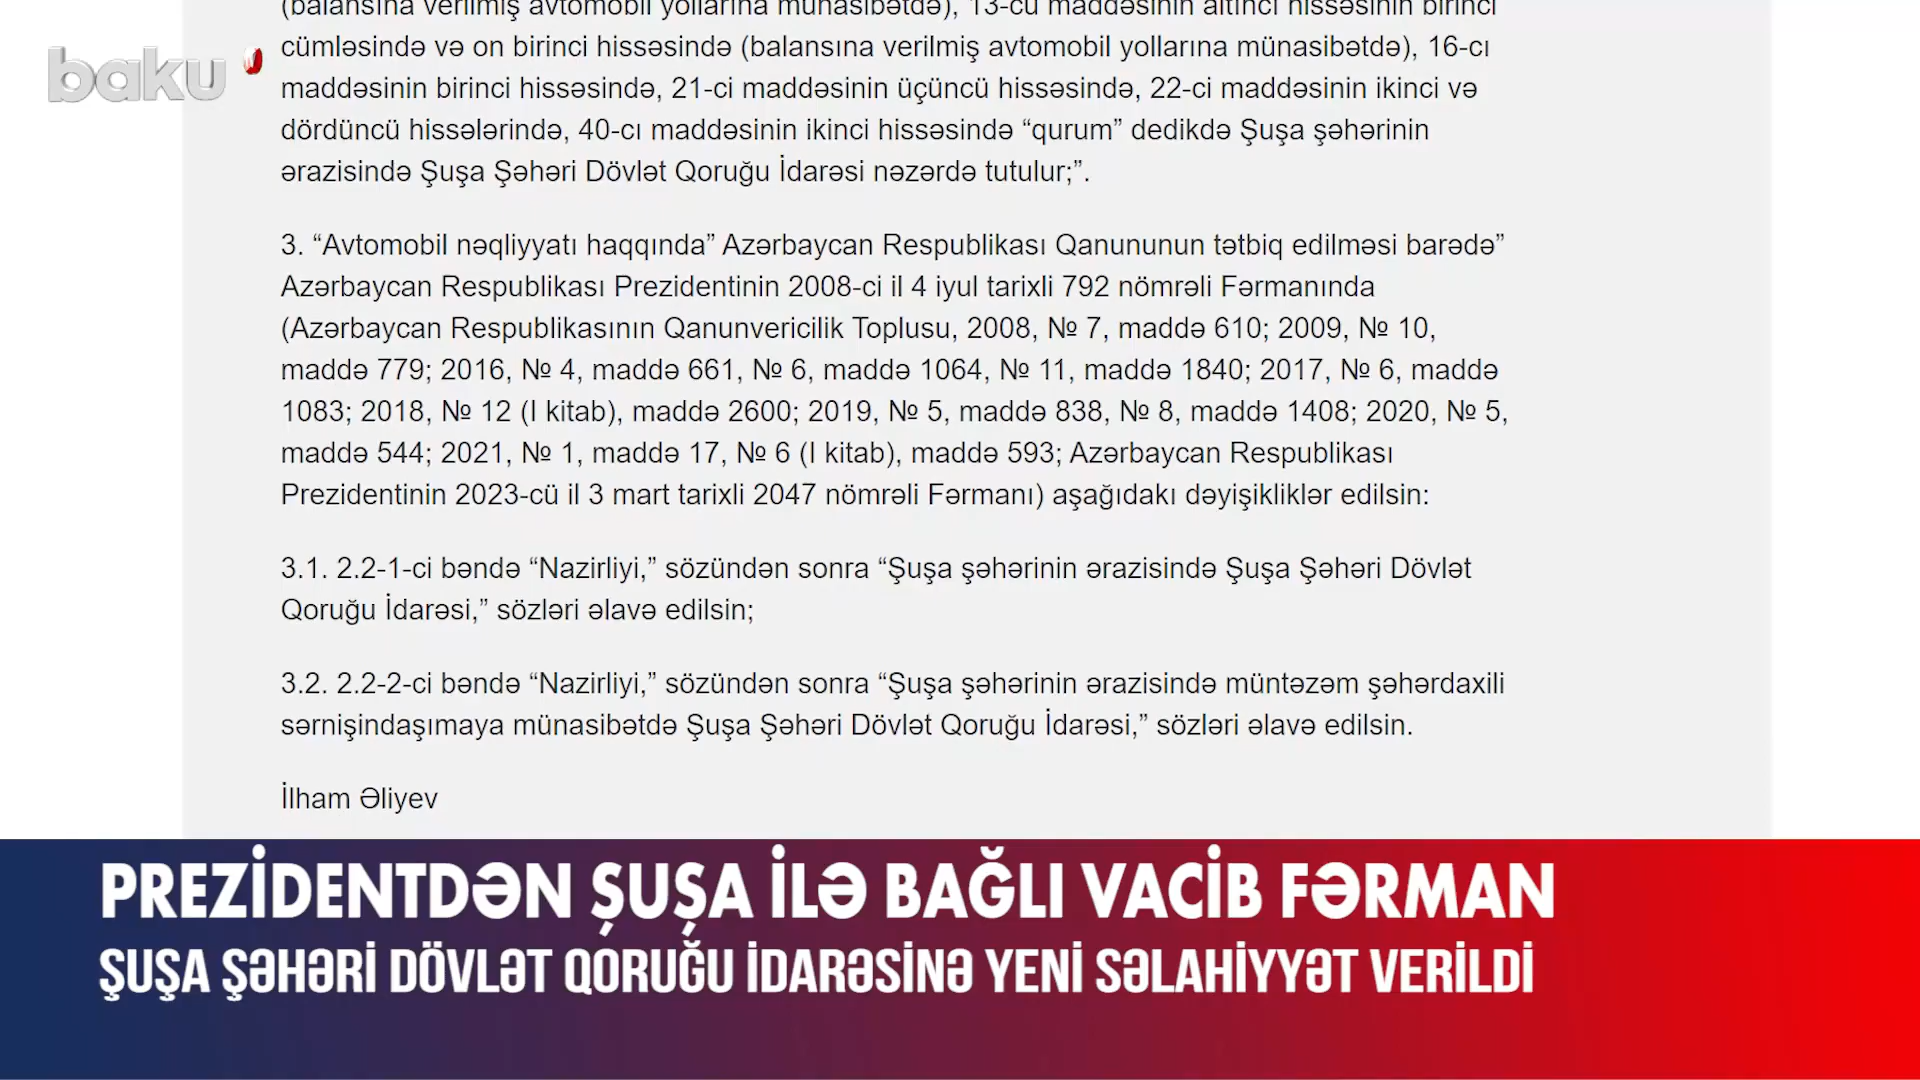 (balansına verilmiş avtomobil yollarına münasibətdə), 13-cü maddəsinin altıncı hissəsinin birinci
baku
cümləsində və on birinci hissəsində (balansına verilmiş avtomobil yollarına münasibətdə), 16-cı
maddəsinin birinci hissəsində, 21-ci maddəsinin üçüncü hissəsində, 22-ci maddəsinin ikinci və
dördüncü hissələrində, 40-cı maddəsinin ikinci hissəsində “qurum” dedikdə Şuşa şəhərinin
ərazisində Şuşa Şəhəri Dövlət Qoruğu İdarəsi nəzərdə tutulur;”.
3. “Avtomobil nəqliyyatı haqqında” Azərbaycan Respublikası Qanununun tətbiq edilməsi barədə”
Azərbaycan Respublikası Prezidentinin 2008-ci il 4 iyul tarixli 792 nömrəli Fərmanında
(Azərbaycan Respublikasının Qanunvericilik Toplusu, 2008, № 7, maddə 610; 2009, № 10,
maddə 779; 2016, № 4, maddə 661, № 6, maddə 1064, № 11, maddə 1840; 2017, № 6, maddə
1083; 2018, № 12 (I kitab), maddə 2600; 2019, № 5, maddə 838, № 8, maddə 1408; 2020, № 5,
maddə 544; 2021, № 1, maddə 17, № 6 (I kitab), maddə 593; Azərbaycan Respublikası
Prezidentinin 2023-cü il 3 mart tarixli 2047 nömrəli Fərmanı) aşağıdakı dəyişikliklər edilsin:
3.1. 2.2-1-ci bəndə “Nazirliyi,” sözündən sonra “Şuşa şəhərinin ərazisində Şuşa Şəhəri Dövlət
Qoruğu İdarəsi,” sözləri əlavə edilsin;
3.2. 2.2-2-ci bəndə “Nazirliyi,” sözündən sonra “Şuşa şəhərinin ərazisində müntəzəm şəhərdaxili
sərnişindaşımaya münasibətdə Şuşa Şəhəri Dövlət Qoruğu İdarəsi,” sözləri əlavə edilsin.
İlham Əliyev
PREZİDENTDƏN ŞUŞA İLƏ BAĞLI VACİB FƏRMAN
ŞUŞA ŞƏHƏRİ DÖVLƏT QORUĞU İDARƏSİNƏ YENİ SƏLAHİYYƏT VERİLDİ